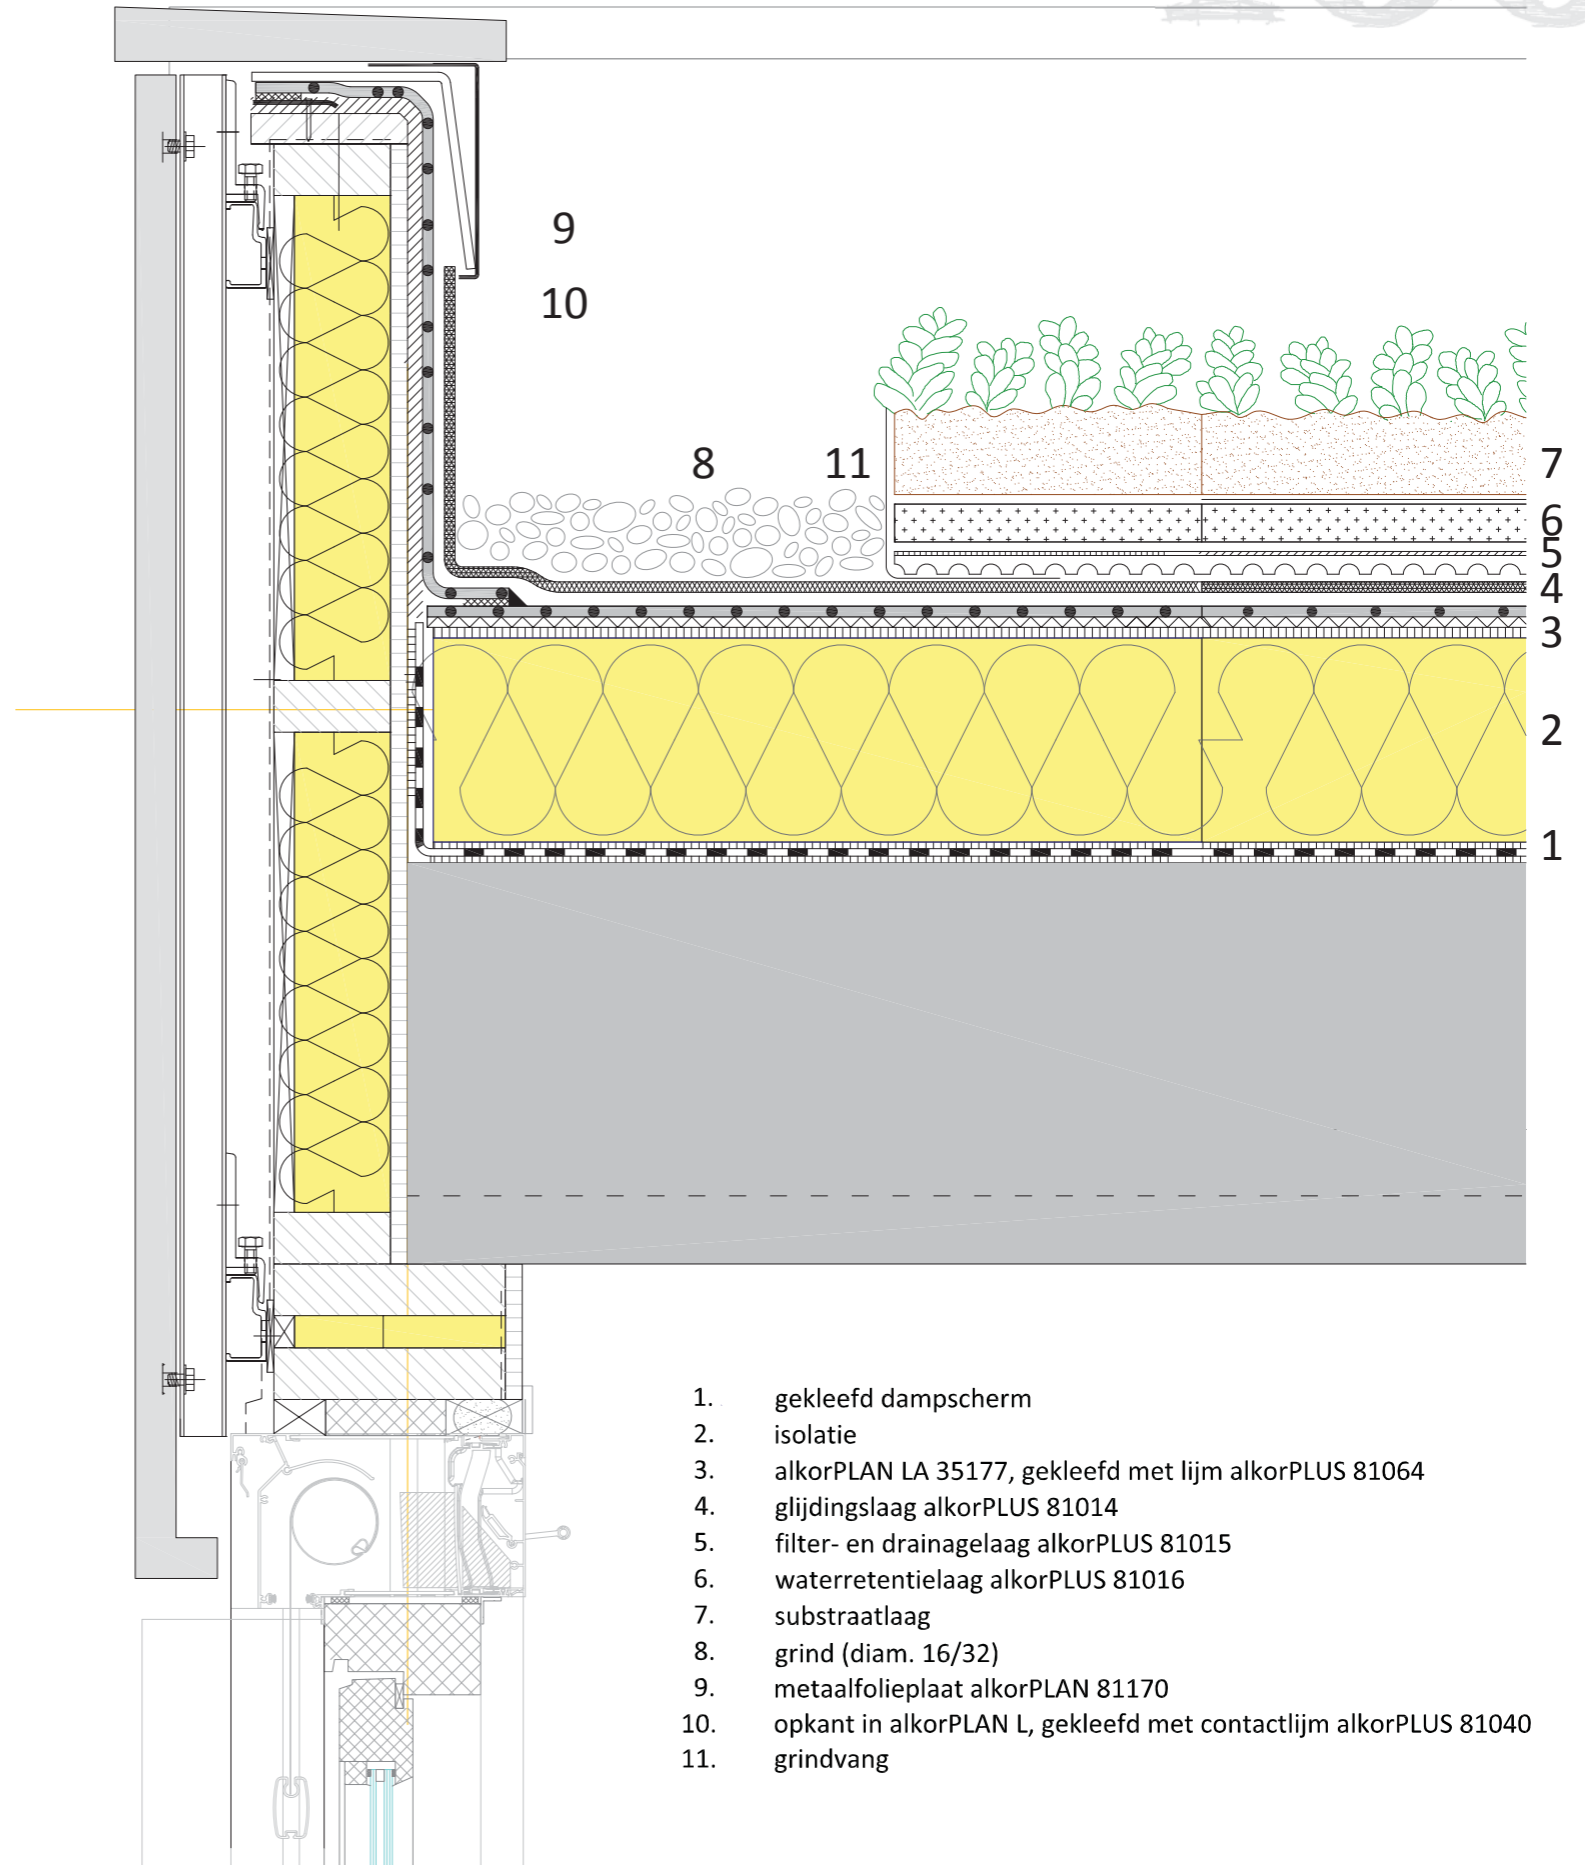 9
10
8
11
7
6
5
4
3
2
1
1. gekleefd dampscherm
2. isolatie
3. alkorPLAN LA 35177, gekleefd met lijm alkorPLUS 81064
4. glijdingslaag alkorPLUS 81014
5. filter- en drainagelaag alkorPLUS 81015
6. waterretentielaag alkorPLUS 81016
7. substraatlaag
8. grind (diam. 16/32)
9. metaalfolieplaat alkorPLAN 81170
10. opkant in alkorPLAN L, gekleefd met contactlijm alkorPLUS 81040
11. grindvang